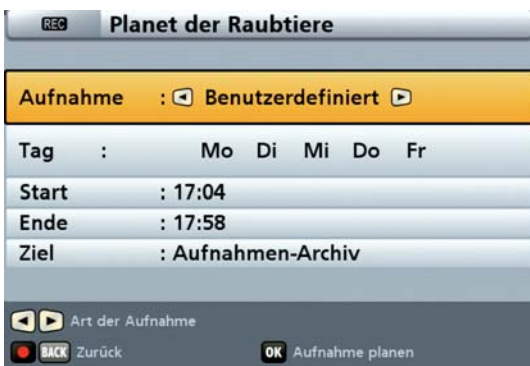 REC Planet der Raubtiere
Aufnahme : Benutzerdefiniert
Tag : Mo Di Mi Do Fr
Start : 17:04
Ende : 17:58
Ziel : Aufnahmen-Archiv
Art der Aufnahme
BACK Zurück OK Aufnahme planen